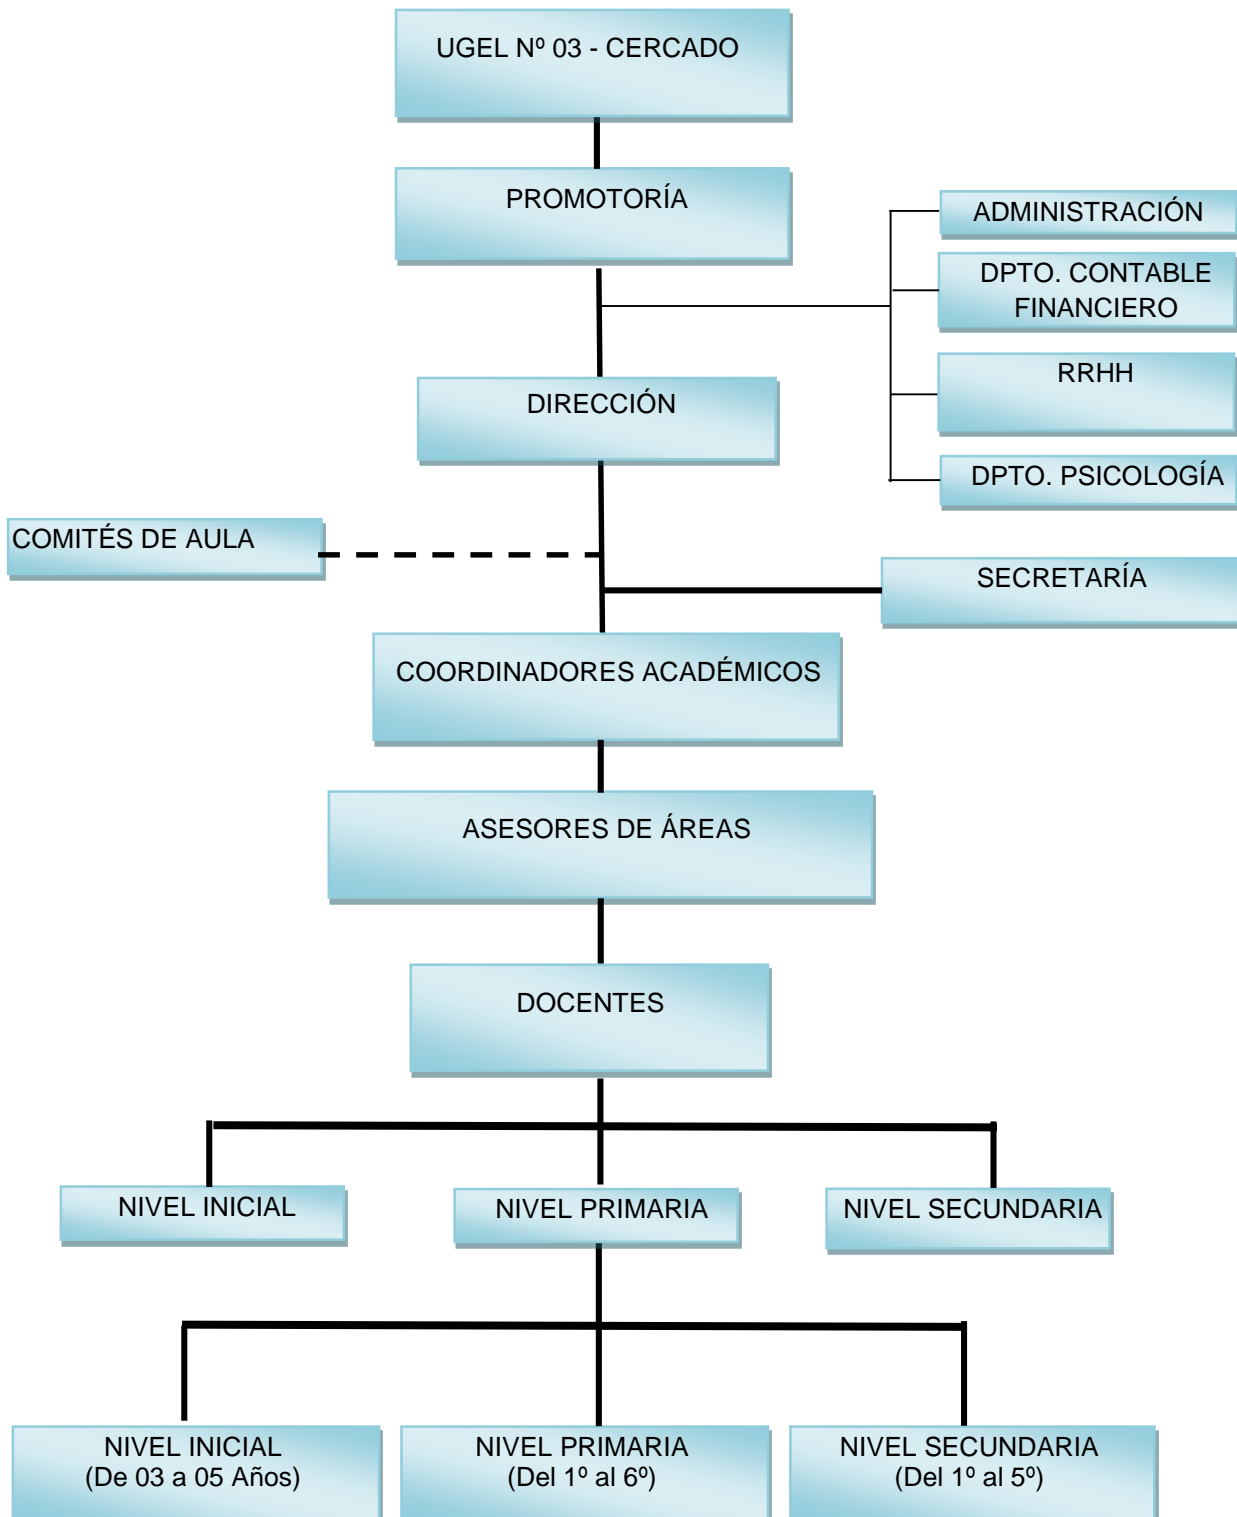 UGEL Nº 03 - CERCADO
PROMOTORÍA
ADMINISTRACIÓN
DPTO. CONTABLE
FINANCIERO
RRHH
DIRECCIÓN
DPTO. PSICOLOGÍA
COMITÉS DE AULA
SECRETARÍA
COORDINADORES ACADÉMICOS
ASESORES DE ÁREAS
DOCENTES
NIVEL INICIAL
NIVEL PRIMARIA
NIVEL SECUNDARIA
NIVEL INICIAL
(De 03 a 05 Años)
NIVEL PRIMARIA
(Del 1º al 6º)
NIVEL SECUNDARIA
(Del 1º al 5º)